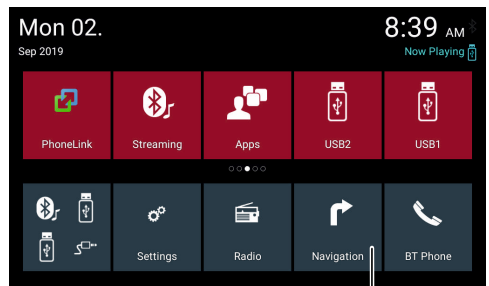 Mon 02.
8:39 AM
Sep 2019
Now Playing
PhoneLink
Streaming
Apps
USB2
USB1
Settings
Radio
Navigation
BT Phone